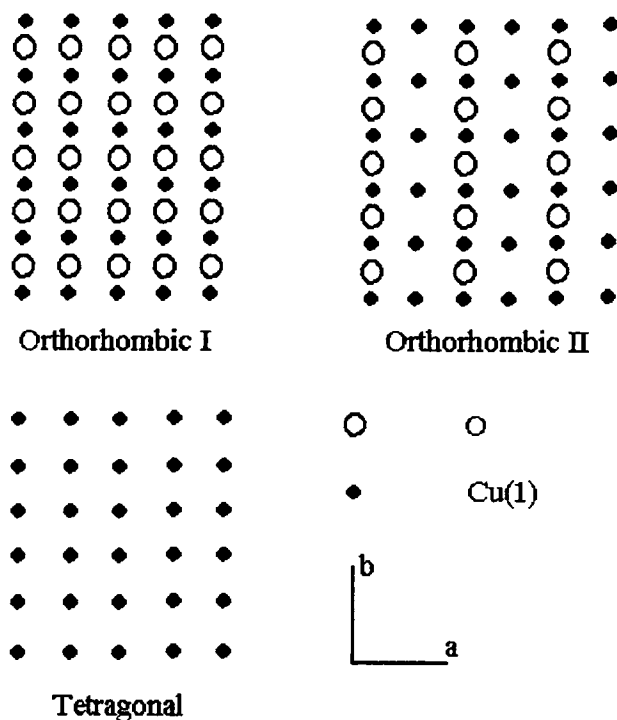 Orthorhombic I
Orthorhombic II
O
Cu(1)
b
a
Tetragonal